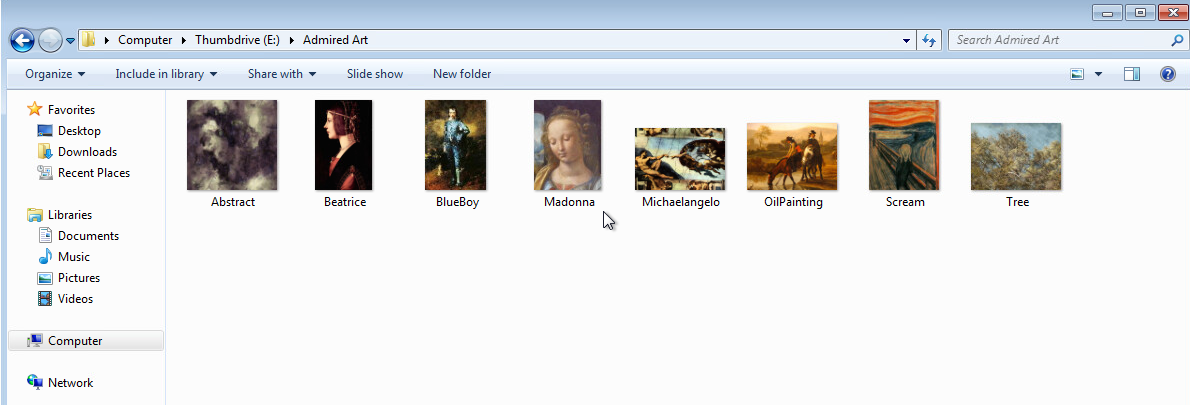 Computer Thumbdrive (E:) Admired Art
Search Admired Art
Organize Include in library Share with Slide show New folder
Favorites
Desktop
Downloads
Recent Places
Libraries
Documents
Music
Pictures
Videos
Computer
Network
Abstract Beatrice BlueBoy Madonna Michaelangelo OilPainting Scream Tree